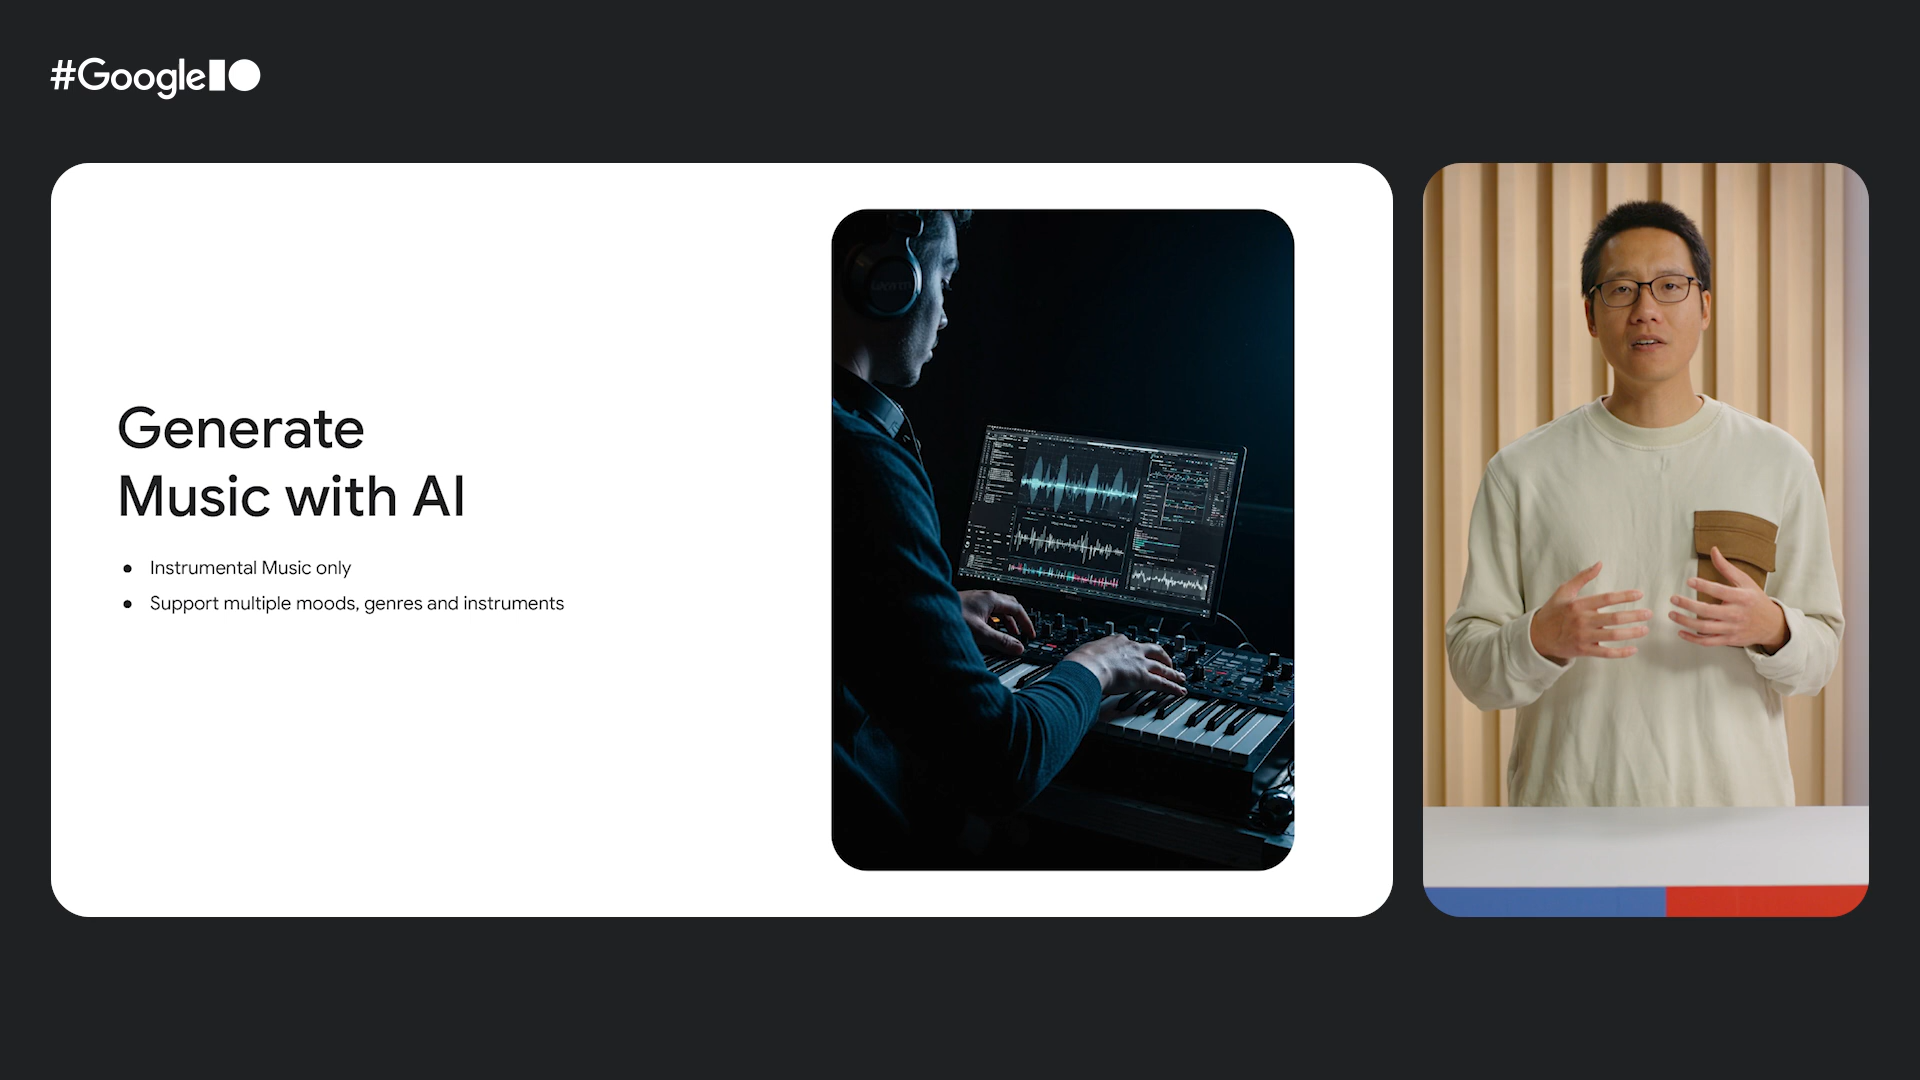 #GoogleIO
Generate
Music with AI
● Instrumental Music only
● Support multiple moods, genres and instruments